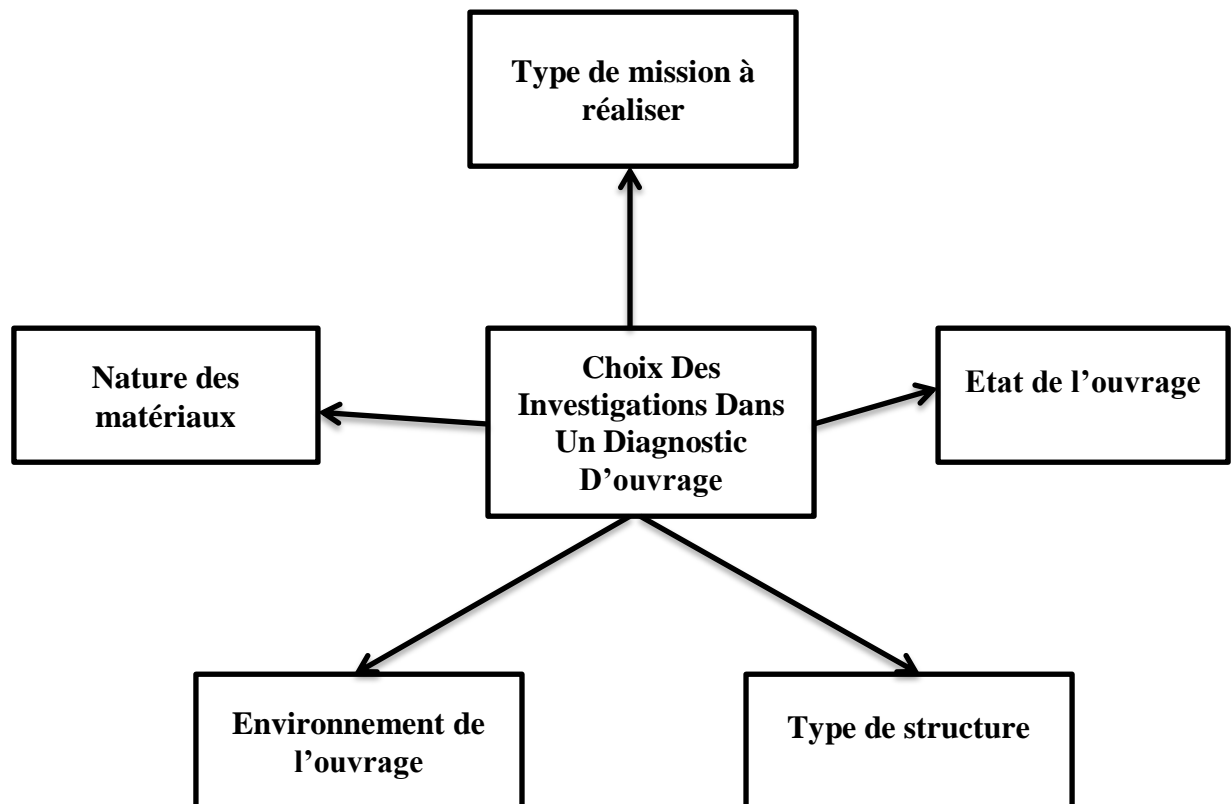 Type de mission à
réaliser
Nature des
matériaux
Choix Des
Investigations Dans
Un Diagnostic
D’ouvrage
Etat de l’ouvrage
Environnement de
l’ouvrage
Type de structure